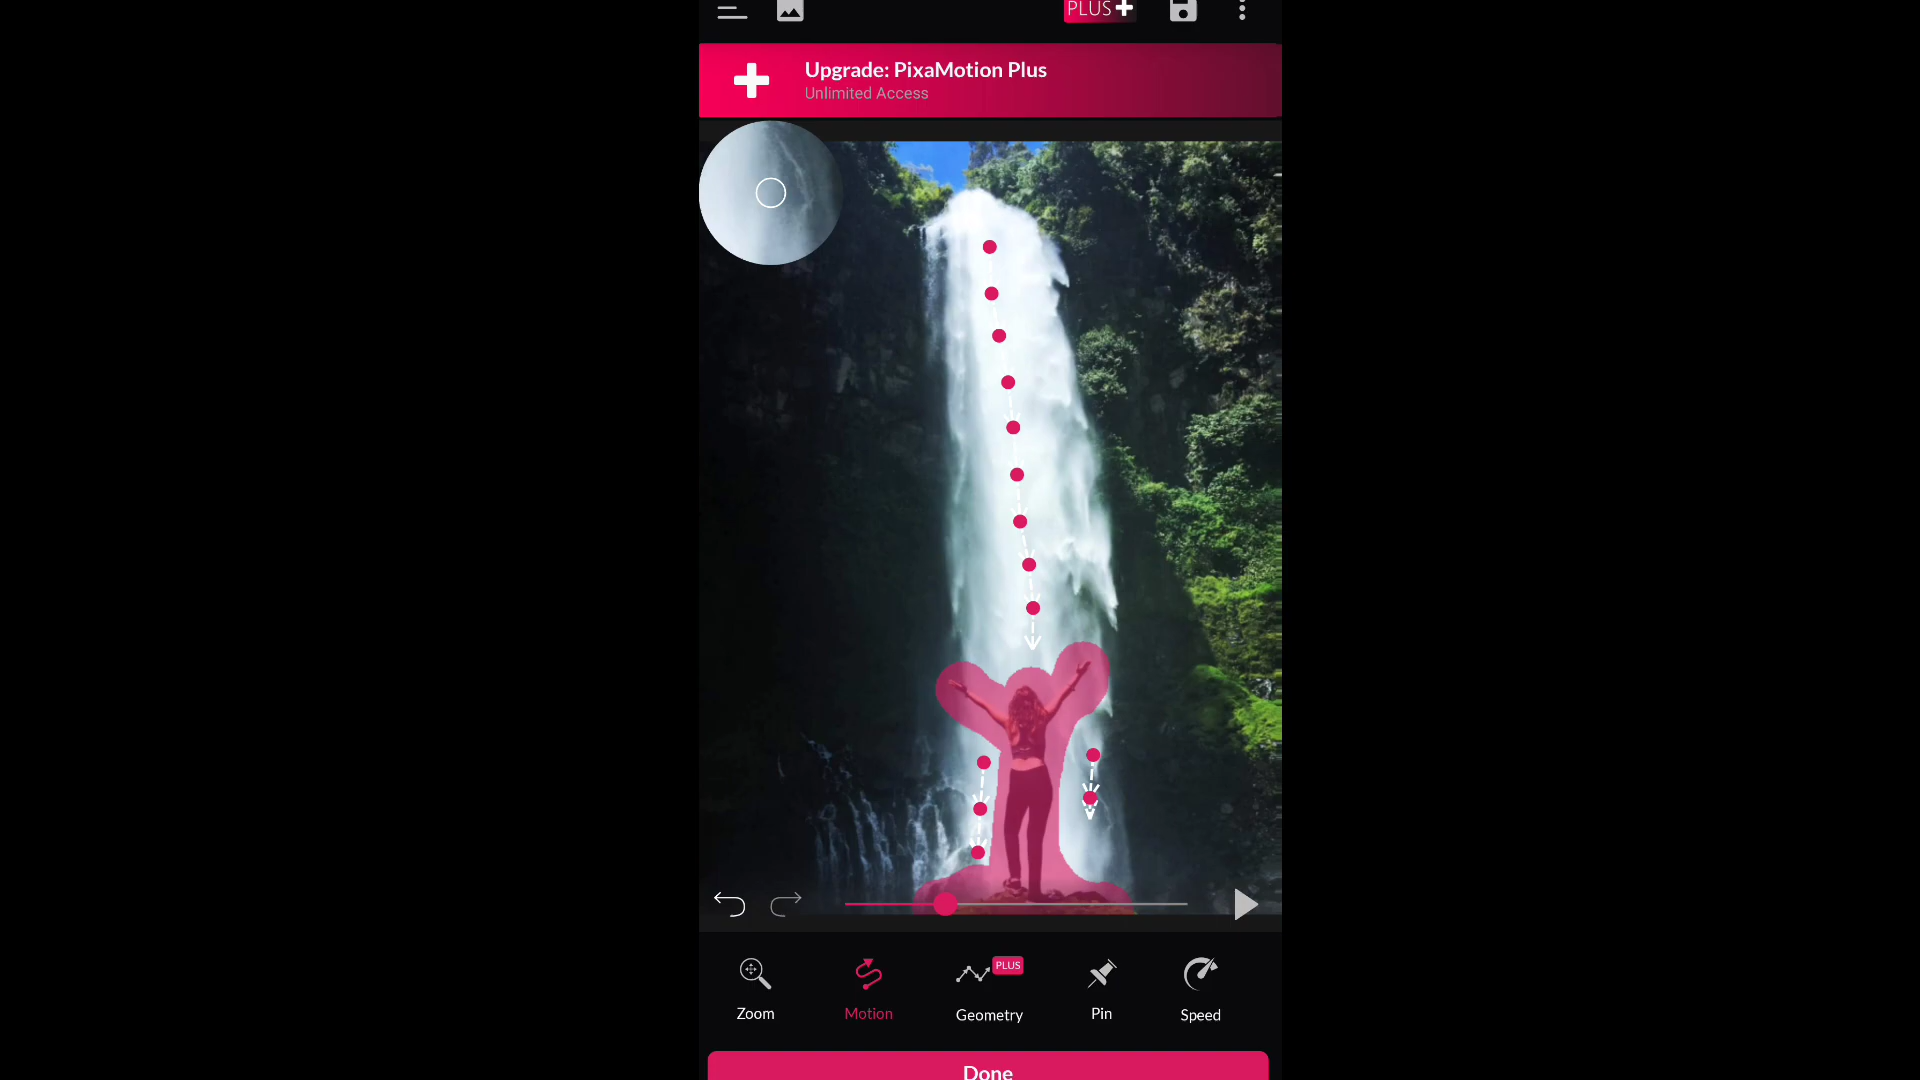 PLUS
Upgrade: PixaMotion Plus
Unlimited Access
PLUS
Zoom
Motion
Geometry
Pin
Speed
Done